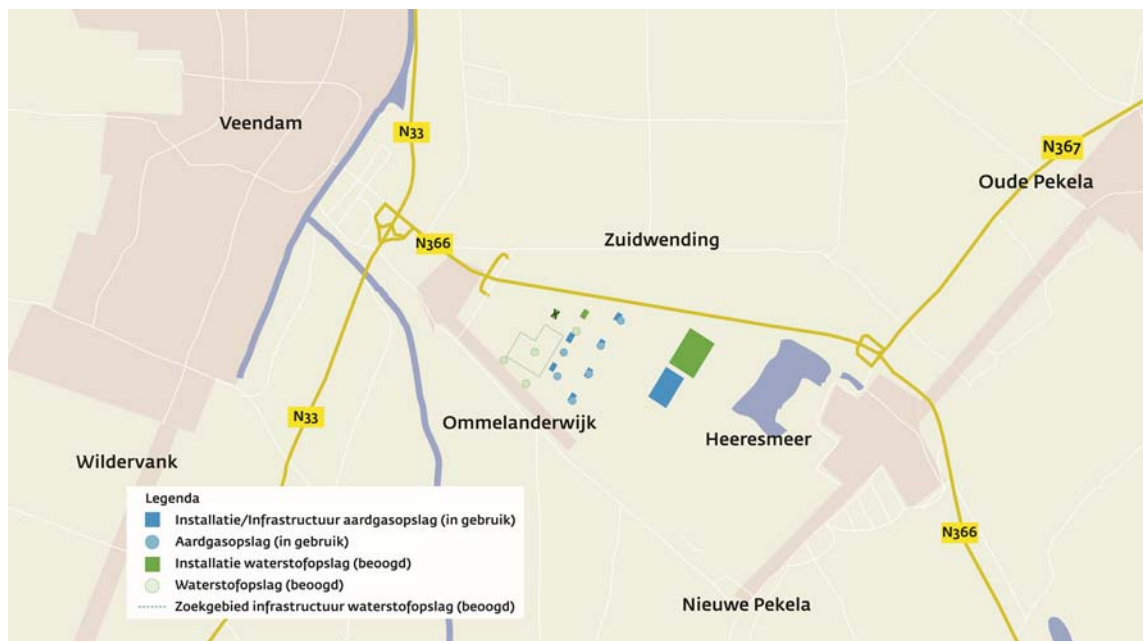 Veendam
N33
N367
Oude Pekela
N366
Zuidwending
N33
Ommelanderwijk
Heeresmeer
Wildervank
Legenda
Installatie/Infrastructuur aardgasopslag (in gebruik)
Aardgasopslag (in gebruik)
Installatie waterstofopslag (beoogd)
Waterstofopslag (beoogd)
Zoekgebied infrastructuur waterstofopslag (beoogd)
N366
Nieuwe Pekela